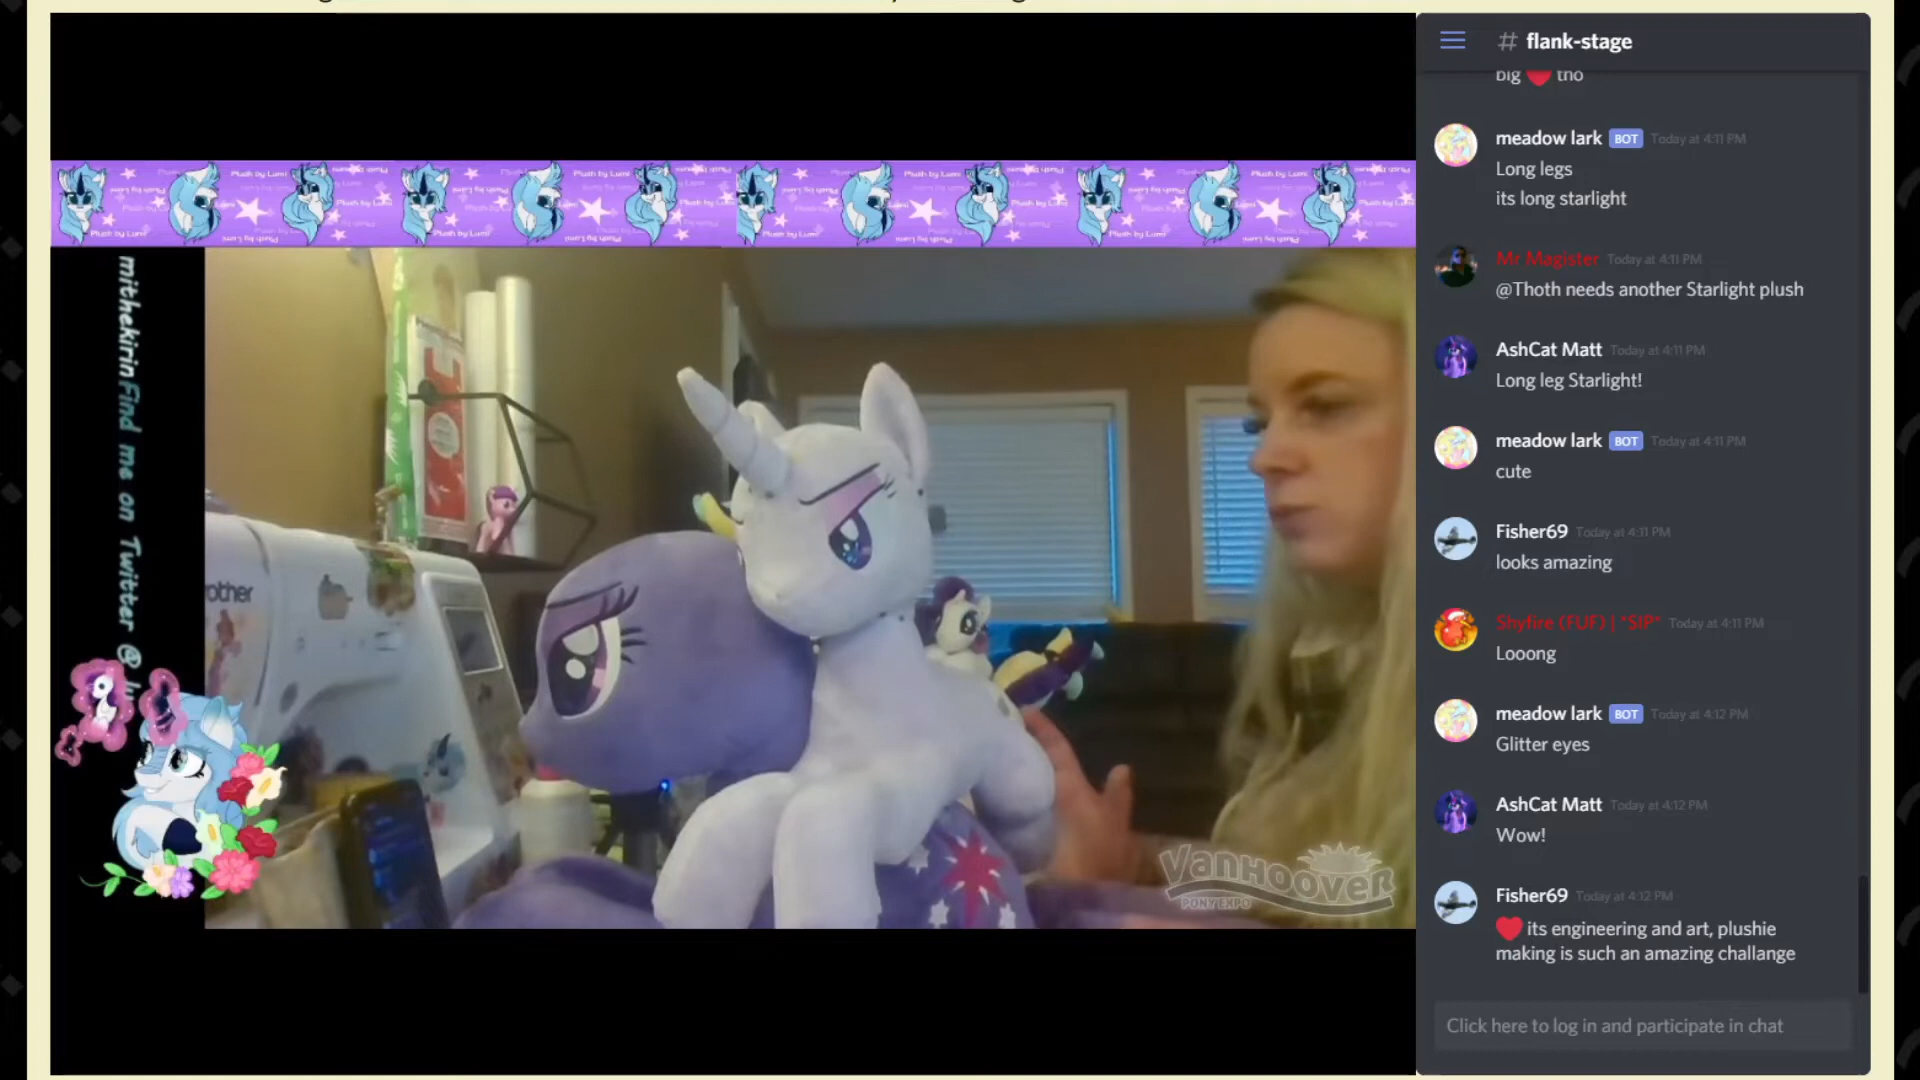 # flank-stage
big ❤ tho
meadow lark BOT Today at 4:11 PM
Long legs
its long starlight
Mr Magister Today at 4:11 PM
@Thoth needs another Starlight plush
AshCat Matt Today at 4:11 PM
Long leg Starlight!
meadow lark BOT Today at 4:11 PM
cute
Fisher69 Today at 4:11 PM
looks amazing
Shyfire (FUF) | *SIP* Today at 4:11 PM
Looong
meadow lark BOT Today at 4:12 PM
Glitter eyes
AshCat Matt Today at 4:12 PM
Wow!
Fisher69 Today at 4:12 PM
❤ its engineering and art, plushie
making is such an amazing challange
Click here to log in and participate in chat
Plush by Lumi
mithekirin Find me on Twitter @lu
other
VANHOOVER
PONY EXPO